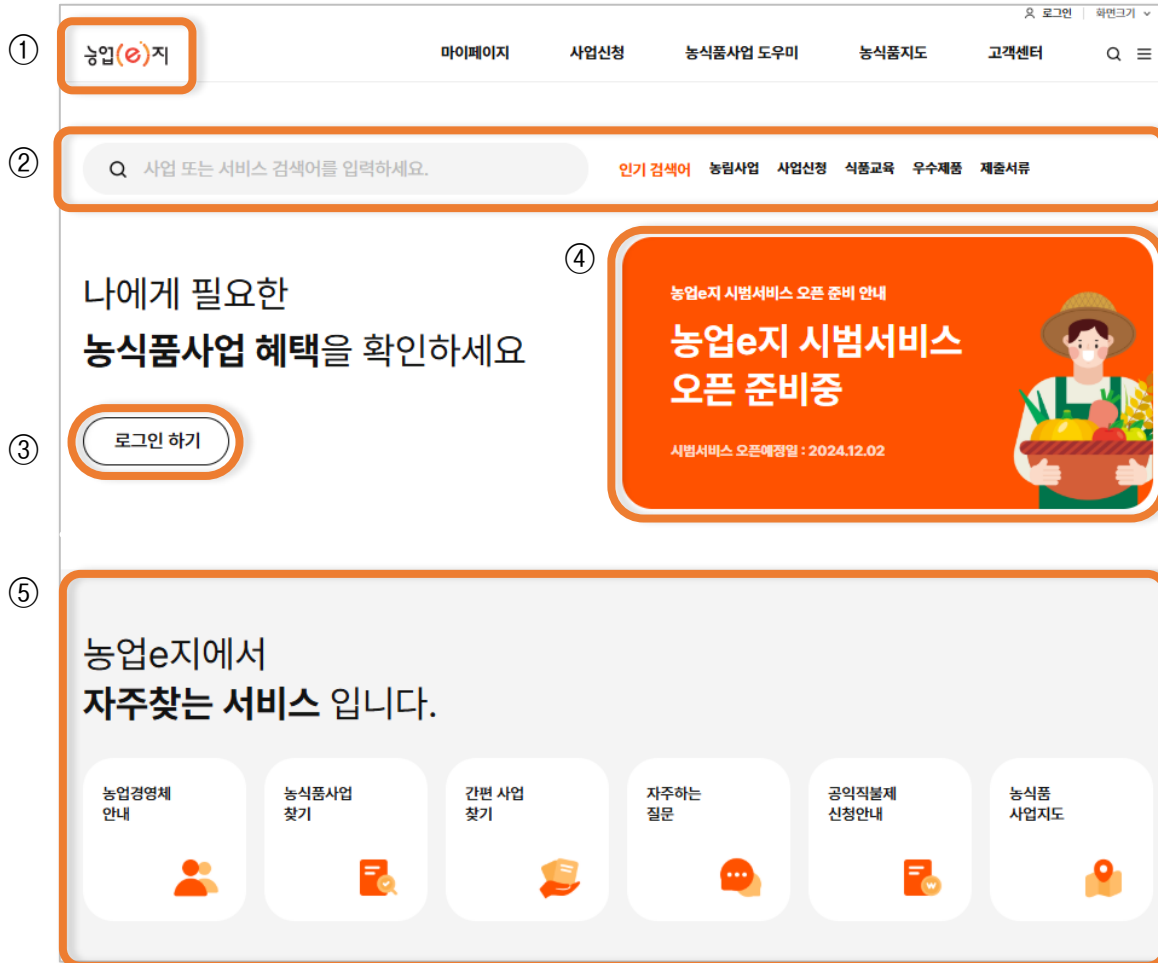 로그인 화면크기
① 농업(e)지 마이페이지 사업신청 농식품사업 도우미 농식품지도 고객센터
② 사업 또는 서비스 검색어를 입력하세요. 인기 검색어 농림사업 사업신청 식품교육 우수제품 제출서류
④
나에게 필요한
농식품사업 혜택을 확인하세요
③ 로그인 하기
농업e지 시범서비스 오픈 준비 안내
농업e지 시범서비스
오픈 준비중
시범서비스 오픈예정일 : 2024.12.02
⑤
농업e지에서
자주찾는 서비스 입니다.
농업경영체
안내
농식품사업
찾기
간편 사업
찾기
자주하는
질문
공익직불제
신청안내
농식품
사업지도